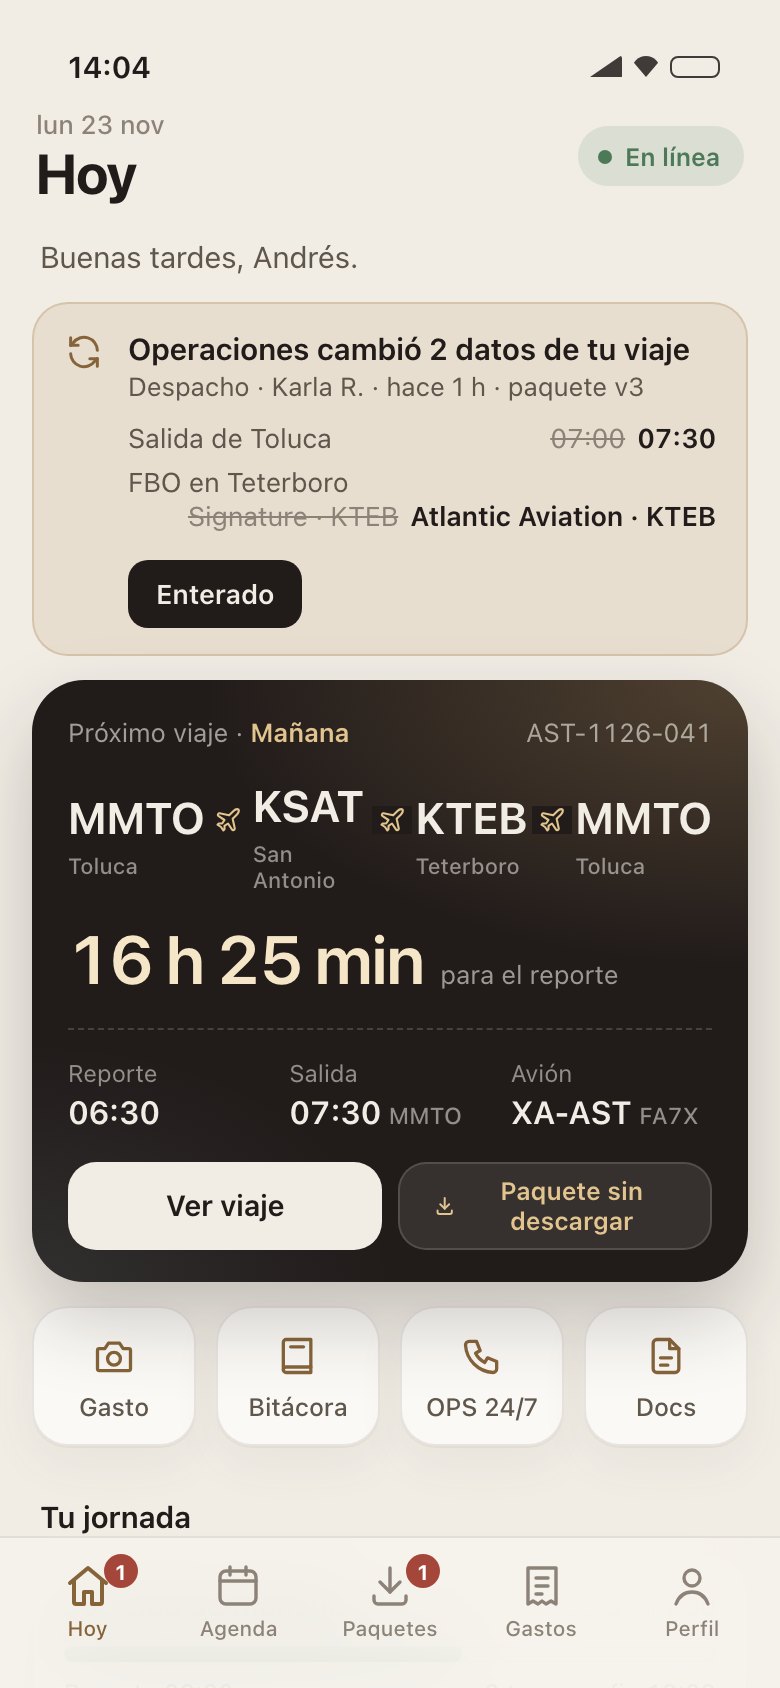 14:04
lun 23 nov
Hoy
En línea
Buenas tardes, Andrés.
Operaciones cambió 2 datos de tu viaje
Despacho · Karla R. · hace 1 h · paquete v3
Salida de Toluca 07:00 07:30
FBO en Teterboro
Signature · KTEB Atlantic Aviation · KTEB
Enterado
Próximo viaje · Mañana AST-1126-041
MMTO KSAT KTEB MMTO
Toluca San Antonio Teterboro Toluca
16 h 25 min para el reporte
Reporte Salida Avión
06:30 07:30 MMTO XA-AST FA7X
Ver viaje
Paquete sin
descargar
Gasto Bitácora OPS 24/7 Docs
Tu jornada
1 1
Hoy Agenda Paquetes Gastos Perfil